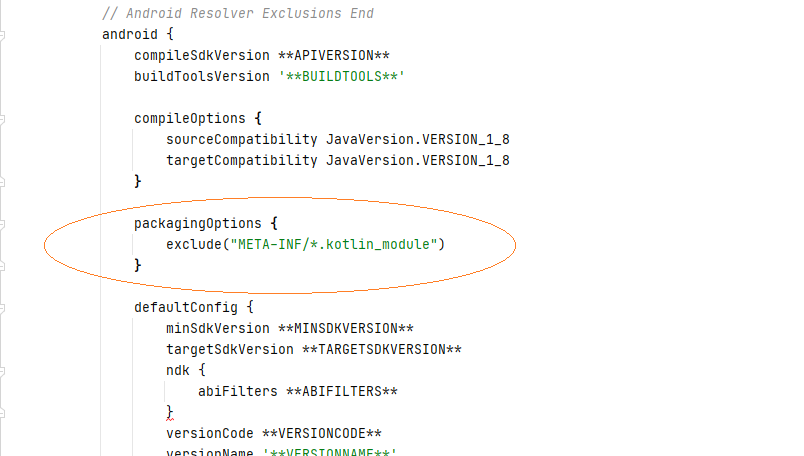 // Android Resolver Exclusions End
android {
compileSdkVersion **APIVERSION**
buildToolsVersion '**BUILDTOOLS**'
compileOptions {
sourceCompatibility JavaVersion.VERSION_1_8
targetCompatibility JavaVersion.VERSION_1_8
}
packagingOptions {
exclude("META-INF/*.kotlin_module")
}
defaultConfig {
minSdkVersion **MINSDKVERSION**
targetSdkVersion **TARGETSDKVERSION**
ndk {
abiFilters **ABIFILTERS**
}
versionCode **VERSIONCODE**
versionName '**VERSIONNAME**'